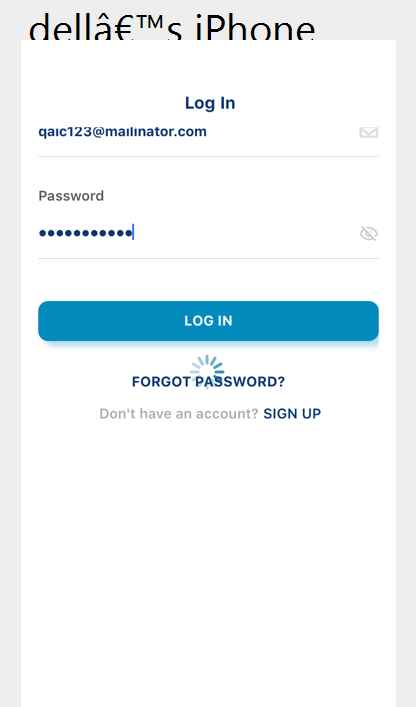 dellâ€™s iPhone
Log In
qaic123@mailinator.com
Password
●●●●●●●●●●●
LOG IN
FORGOT PASSWORD?
Don't have an account? SIGN UP